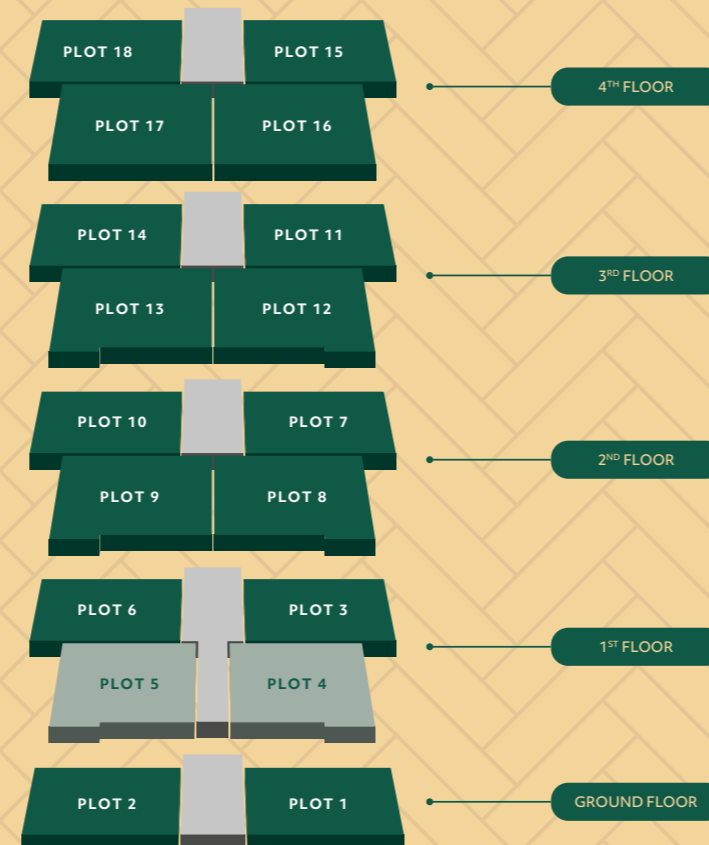 PLOT 18 PLOT 15
4TH FLOOR
PLOT 17 PLOT 16
PLOT 14 PLOT 11
3RD FLOOR
PLOT 13 PLOT 12
PLOT 10 PLOT 7
2ND FLOOR
PLOT 9 PLOT 8
PLOT 6 PLOT 3
1ST FLOOR
PLOT 5 PLOT 4
PLOT 2 PLOT 1
GROUND FLOOR